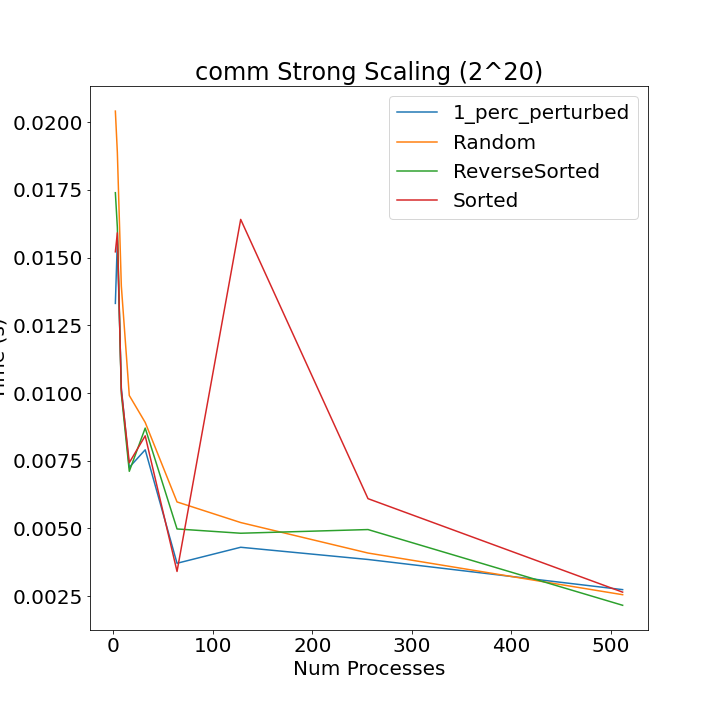 comm Strong Scaling (2^20)
1_perc_perturbed
Random
ReverseSorted
Sorted
0.0200
0.0175
0.0150
0.0125
0.0100
0.0075
0.0050
0.0025
0 100 200 300 400 500
Num Processes